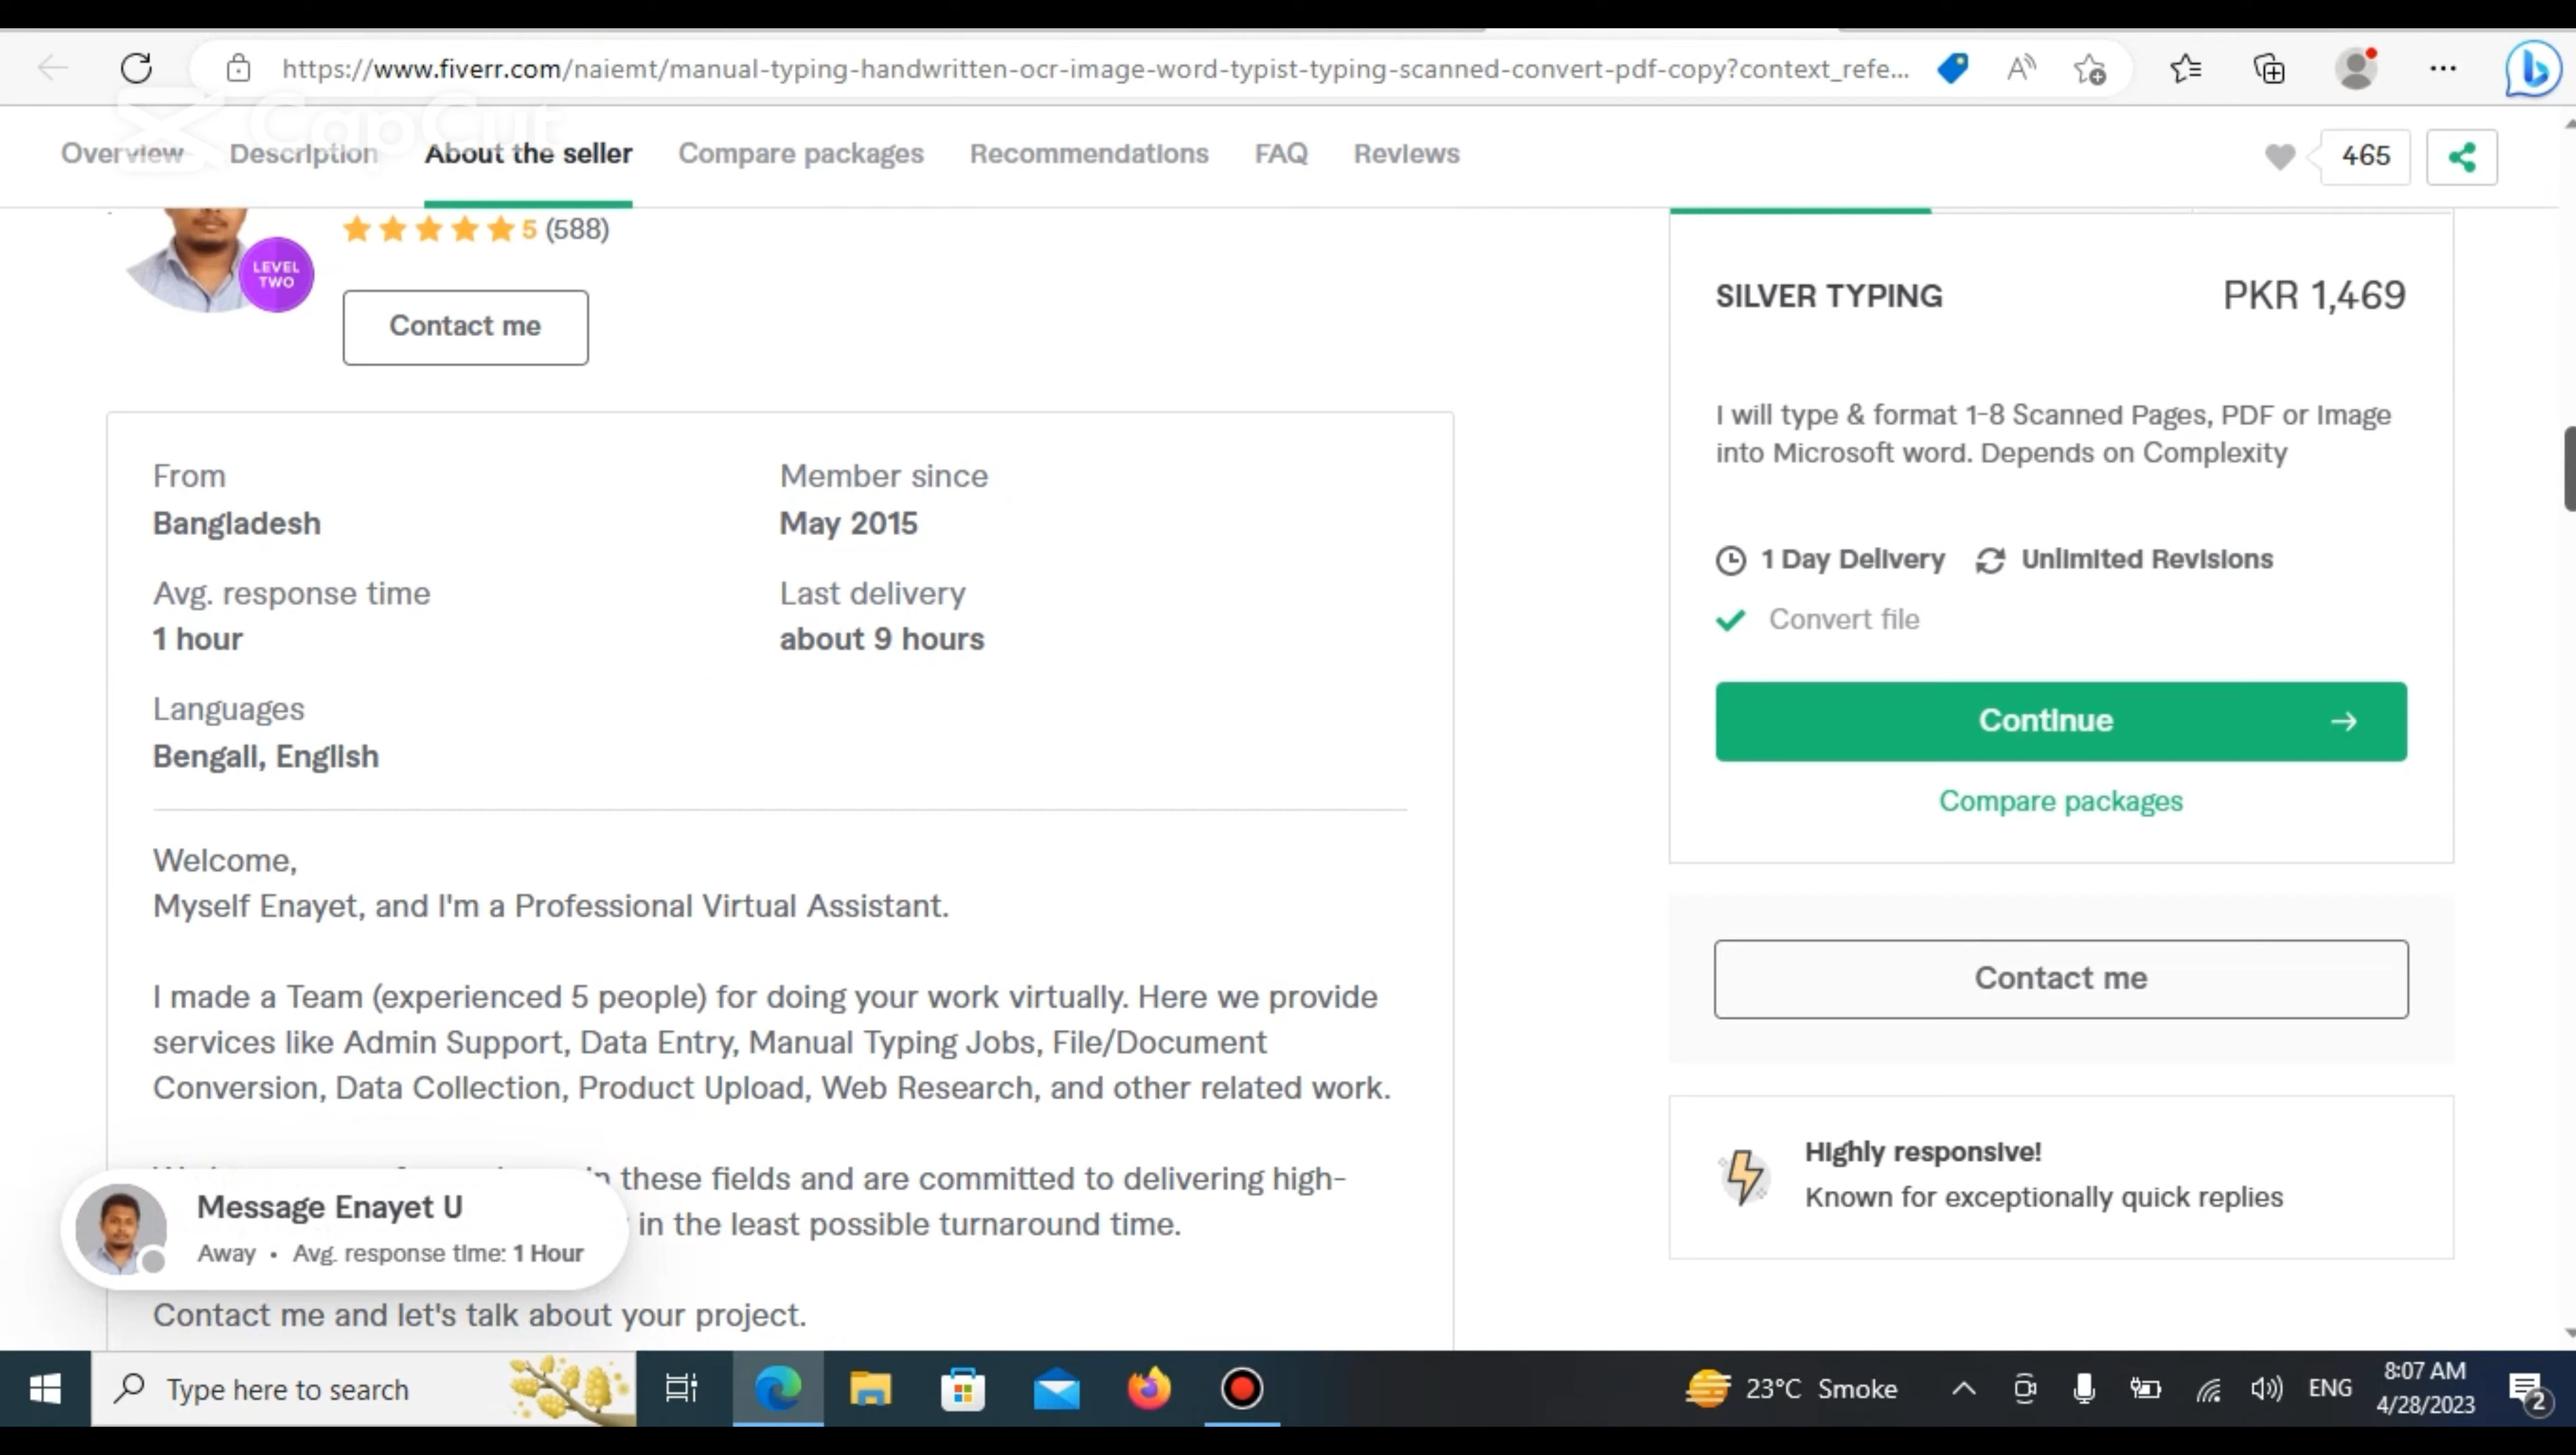 https://www.fiverr.com/naiemt/manual-typing-handwritten-ocr-image-word-typist-typing-scanned-convert-pdf-copy?context_refe...
CapCut
Overview Description About the seller Compare packages Recommendations FAQ Reviews
465
5 (588)
LEVEL
TWO
Contact me
From
Bangladesh
Member since
May 2015
Avg. response time
1 hour
Last delivery
about 9 hours
Languages
Bengali, English
Welcome,
Myself Enayet, and I'm a Professional Virtual Assistant.
I made a Team (experienced 5 people) for doing your work virtually. Here we provide
services like Admin Support, Data Entry, Manual Typing Jobs, File/Document
Conversion, Data Collection, Product Upload, Web Research, and other related work.
these fields and are committed to delivering high-
in the least possible turnaround time.
Message Enayet U
Away • Avg. response time: 1 Hour
Contact me and let's talk about your project.
SILVER TYPING PKR 1,469
I will type & format 1-8 Scanned Pages, PDF or Image
into Microsoft word. Depends on Complexity
1 Day Delivery Unlimited Revisions
Convert file
Continue
Compare packages
Contact me
Highly responsive!
Known for exceptionally quick replies
Type here to search
23°C Smoke
ENG
8:07 AM
4/28/2023
2